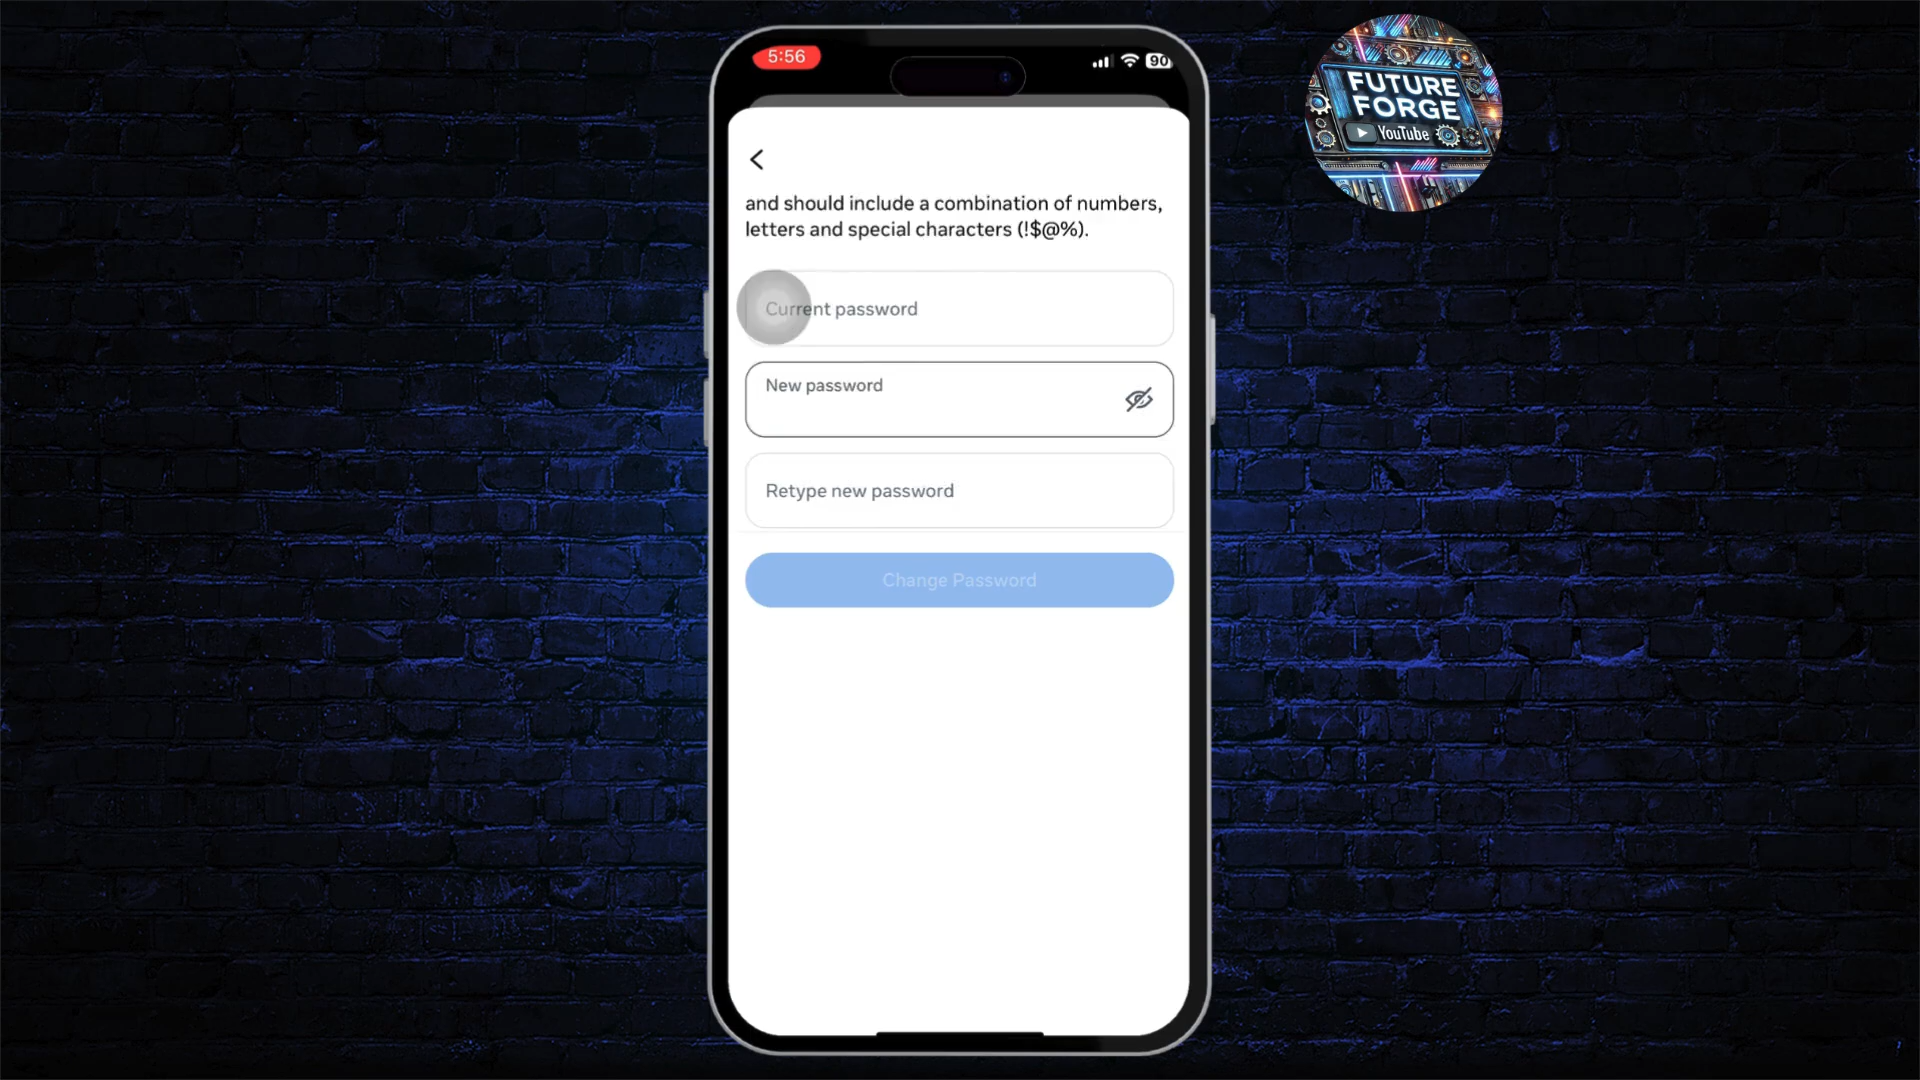 5:56
90
FUTURE
FORGE
YouTube
and should include a combination of numbers,
letters and special characters (!$@%).
Current password
New password
Retype new password
Change Password